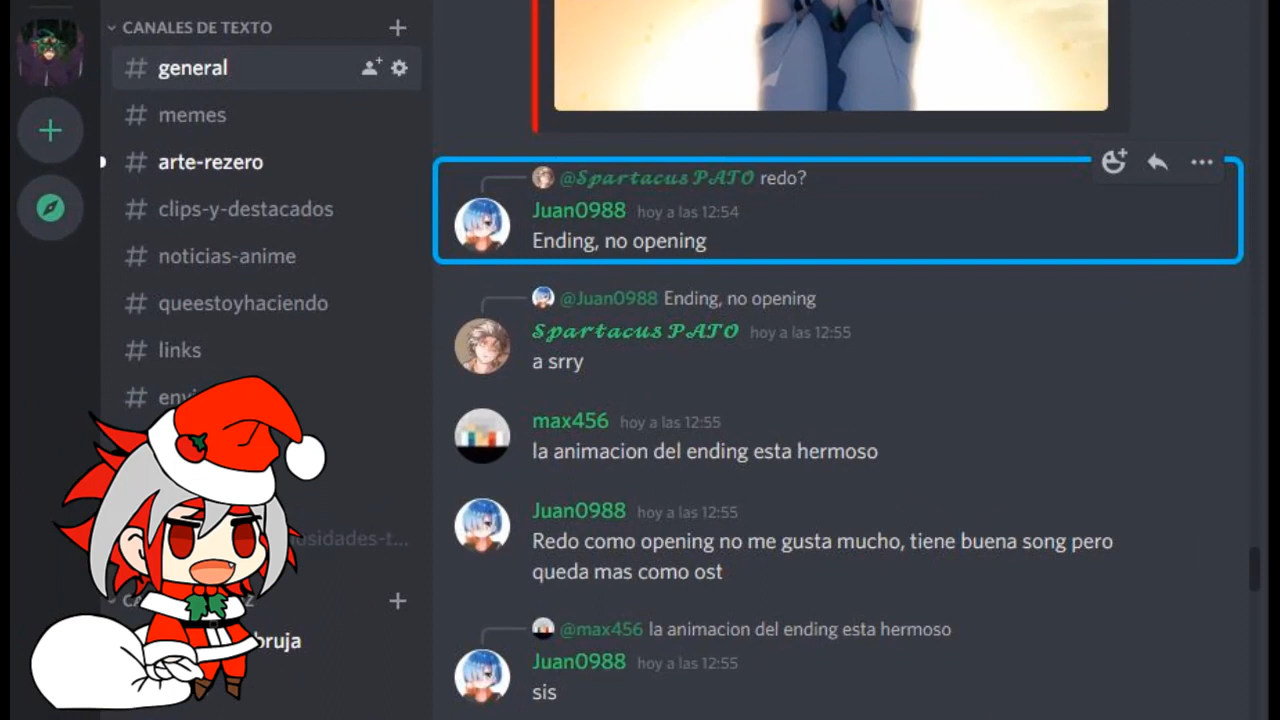 CANALES DE TEXTO
general
memes
arte-rezero
clips-y-destacados
noticias-anime
queestoyhaciendo
links
bruja
@Spartacus PATO redo?
Juan0988 hoy a las 12:54
Ending, no opening
@Juan0988 Ending, no opening
Spartacus PATO hoy a las 12:55
a srry
max456 hoy a las 12:55
la animacion del ending esta hermoso
Juan0988 hoy a las 12:55
Redo como opening no me gusta mucho, tiene buena song pero
queda mas como ost
@max456 la animacion del ending esta hermoso
Juan0988 hoy a las 12:55
sis